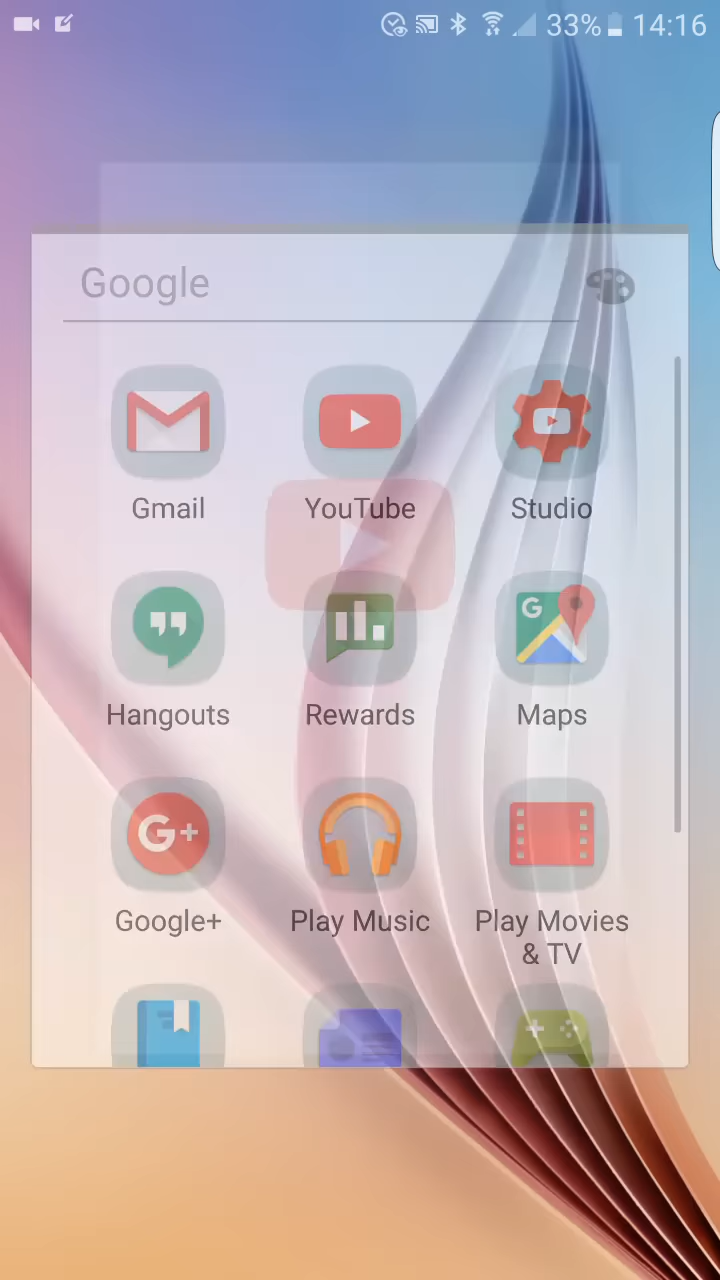 33% 14:16
Google
Gmail YouTube Studio
G
Hangouts Rewards Maps
G+
Google+ Play Music Play Movies
& TV